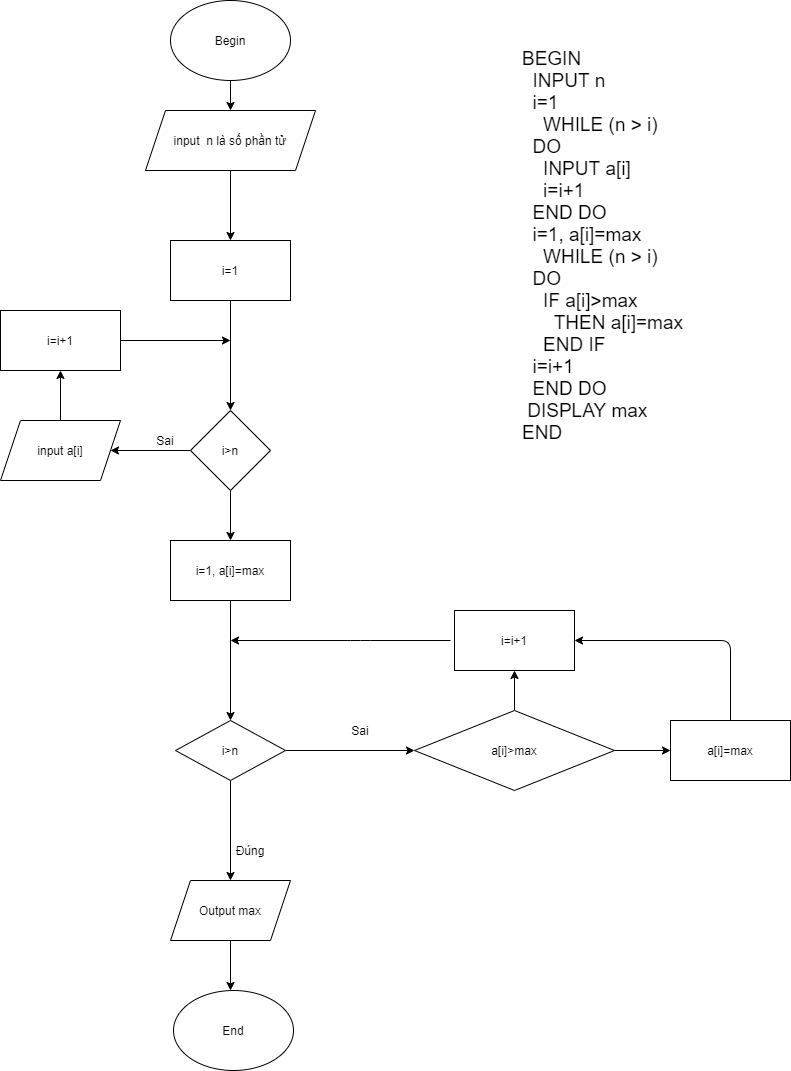 Begin
input n là số phần tử
i=1
i=i+1
input a[i]
Sai
i>n
i=1, a[i]=max
i=i+1
i>n
Sai
a[i]>max
a[i]=max
Đúng
Output max
End
BEGIN
INPUT n
i=1
WHILE (n > i)
DO
INPUT a[i]
i=i+1
END DO
i=1, a[i]=max
WHILE (n > i)
DO
IF a[i]>max
THEN a[i]=max
END IF
i=i+1
END DO
DISPLAY max
END